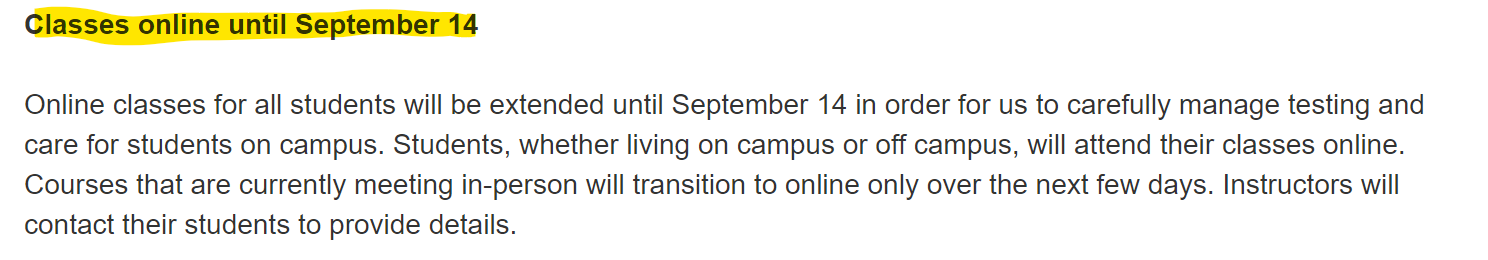 Classes online until September 14
Online classes for all students will be extended until September 14 in order for us to carefully manage testing and
care for students on campus. Students, whether living on campus or off campus, will attend their classes online.
Courses that are currently meeting in-person will transition to online only over the next few days. Instructors will
contact their students to provide details.